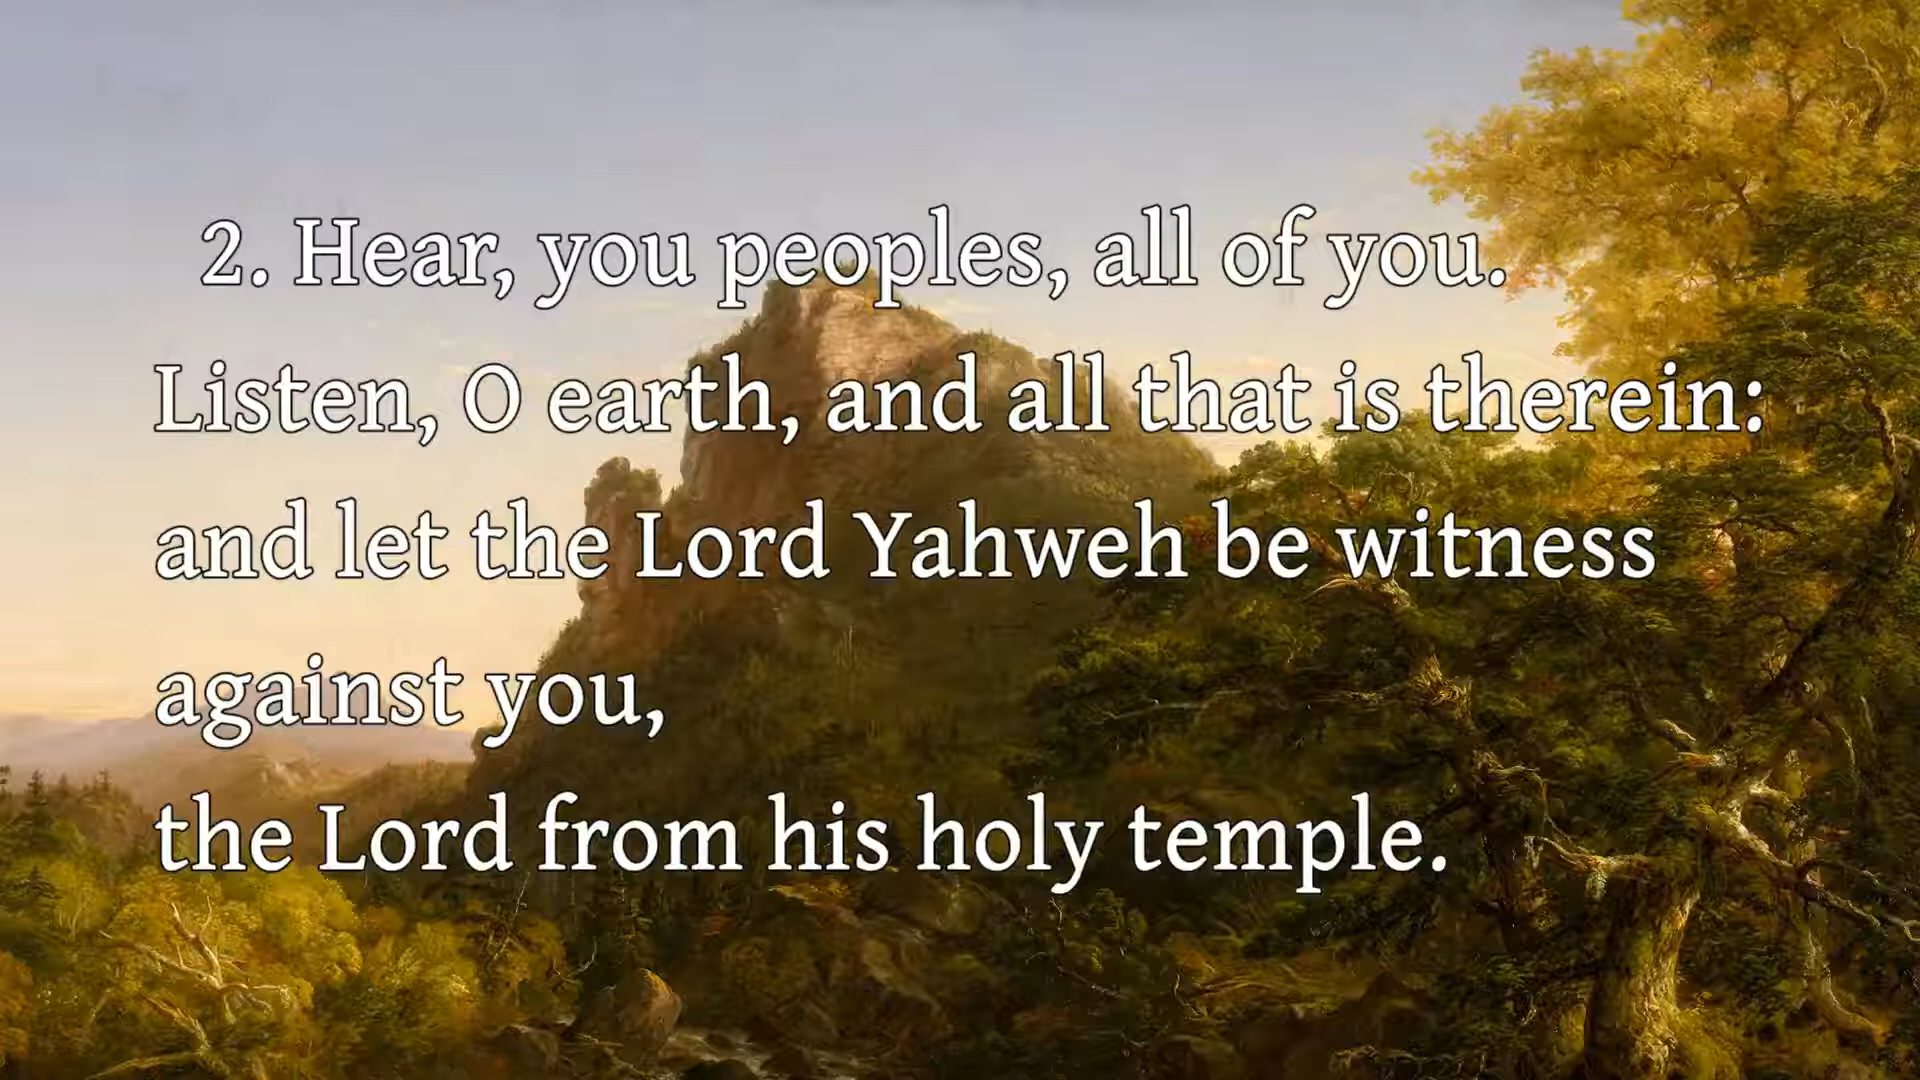 2. Hear, you peoples, all of you.
Listen, O earth, and all that is therein:
and let the Lord Yahweh be witness
against you,
the Lord from his holy temple.